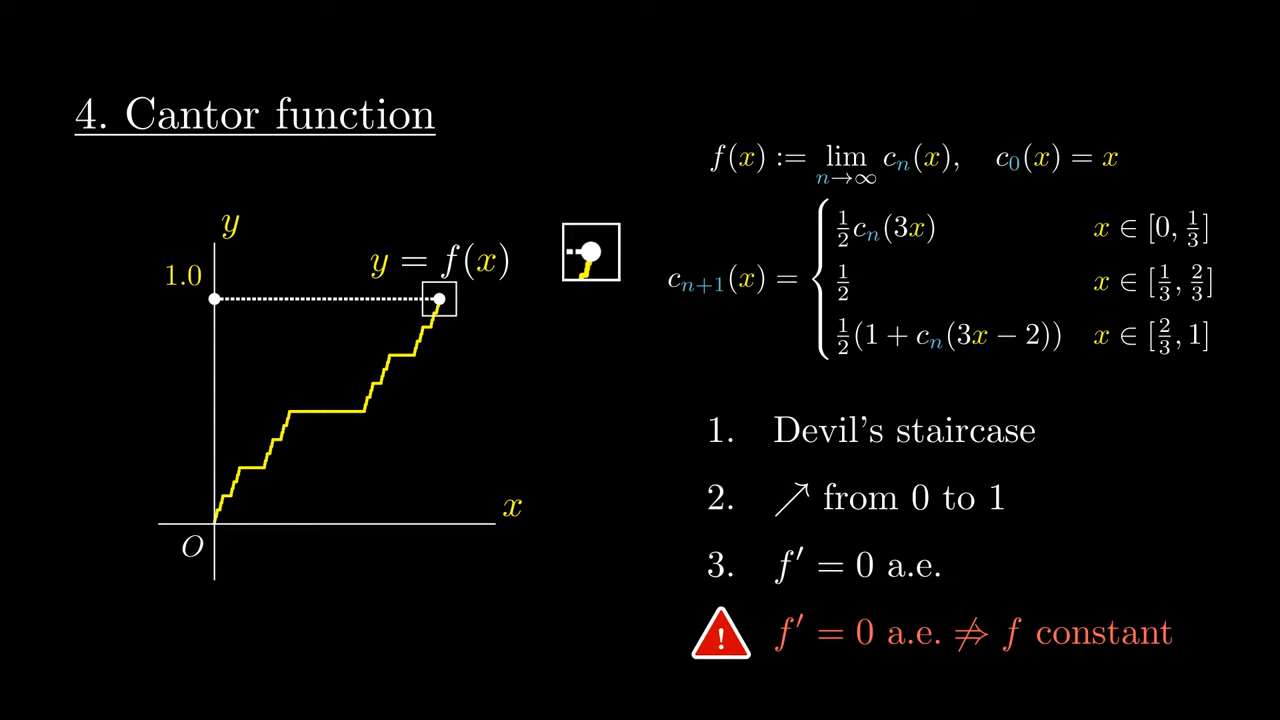 4. Cantor function
f(x) := lim n→∞ c_n(x), c_0(x) = x
c_{n+1}(x) = {
½c_n(3x) x ∈ [0, ⅓]
½ x ∈ [⅓, ⅔]
½(1 + c_n(3x − 2)) x ∈ [⅔, 1]
y
1.0
y = f(x)
x
O
1. Devil's staircase
2. ↗ from 0 to 1
3. f′ = 0 a.e.
! f′ = 0 a.e. ⇏ f constant